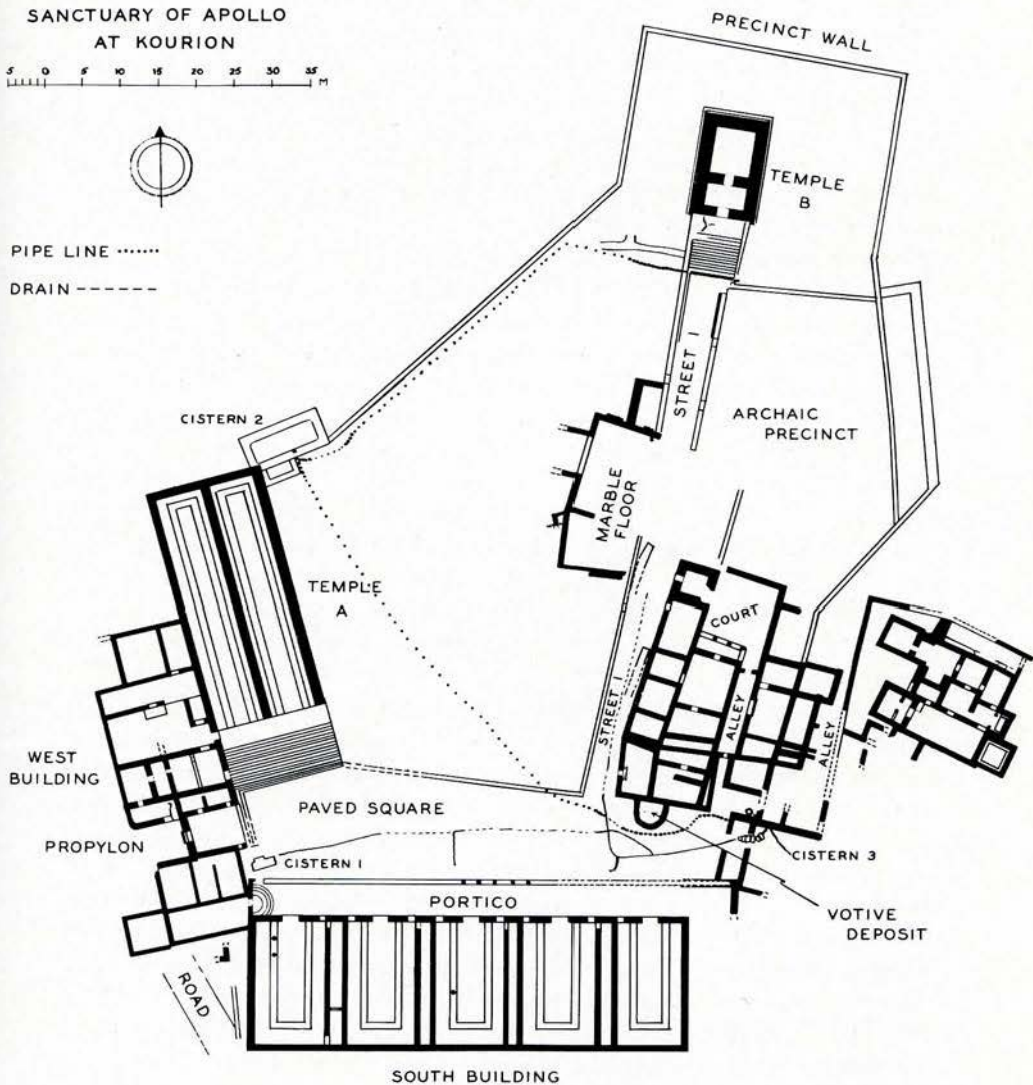 SANCTUARY OF APOLLO
AT KOURION
5 0 5 10 15 20 25 30 35 M
PIPE LINE
DRAIN
PRECINCT WALL
TEMPLE
B
STREET I
ARCHAIC
PRECINCT
CISTERN 2
MARBLE
FLOOR
TEMPLE
A
COURT
STREET I
ALLEY
ALLEY
WEST
BUILDING
PAVED SQUARE
PROPYLON
CISTERN 1
CISTERN 3
PORTICO
VOTIVE
DEPOSIT
ROAD
SOUTH BUILDING